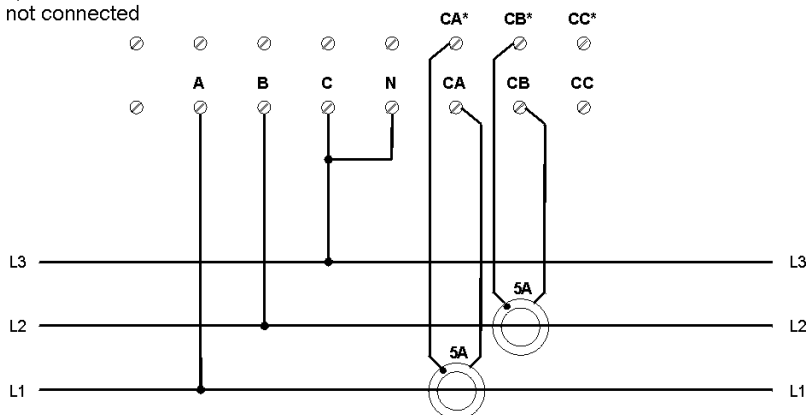 not connected
CA* CB* CC*
A B C N CA CB CC
L3 L3
5A
L2 L2
5A
L1 L1